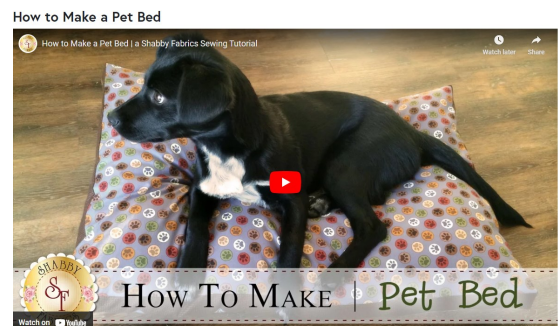 How to Make a Pet Bed
How to Make a Pet Bed | a Shabby Fabrics Sewing Tutorial
Watch later
Share
SHABBY
SF
HOW TO MAKE | Pet Bed
Watch on YouTube